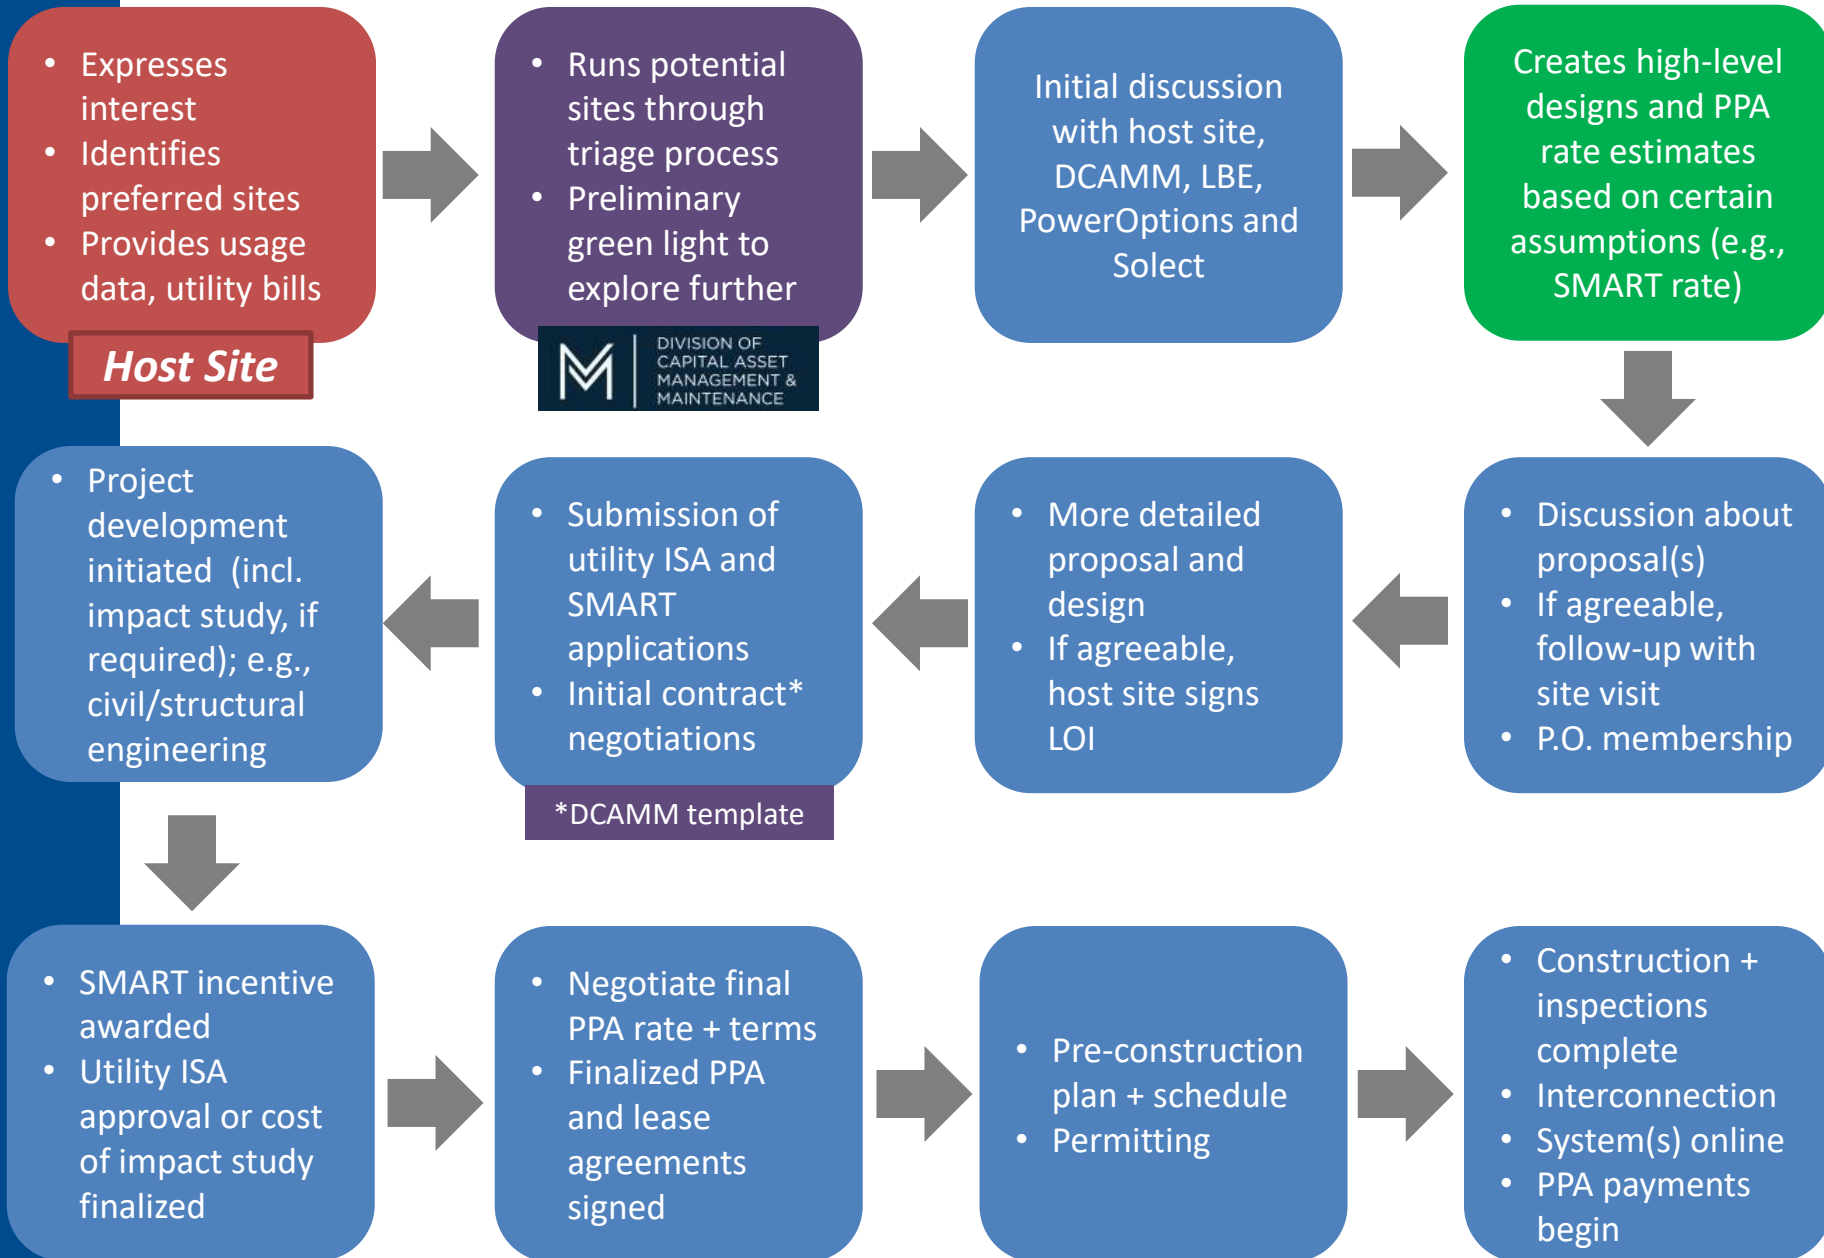 • Expresses
interest
• Identifies
preferred sites
• Provides usage
data, utility bills
Host Site
• Runs potential
sites through
triage process
• Preliminary
green light to
explore further
DIVISION OF
CAPITAL ASSET
MANAGEMENT &
MAINTENANCE
Initial discussion
with host site,
DCAMM, LBE,
PowerOptions and
Solect
Creates high-level
designs and PPA
rate estimates
based on certain
assumptions (e.g.,
SMART rate)
• Discussion about
proposal(s)
• If agreeable,
follow-up with
site visit
• P.O. membership
• More detailed
proposal and
design
• If agreeable,
host site signs
LOI
• Submission of
utility ISA and
SMART
applications
• Initial contract*
negotiations
*DCAMM template
• Project
development
initiated (incl.
impact study, if
required); e.g.,
civil/structural
engineering
• SMART incentive
awarded
• Utility ISA
approval or cost
of impact study
finalized
• Negotiate final
PPA rate + terms
• Finalized PPA
and lease
agreements
signed
• Pre-construction
plan + schedule
• Permitting
• Construction +
inspections
complete
• Interconnection
• System(s) online
• PPA payments
begin